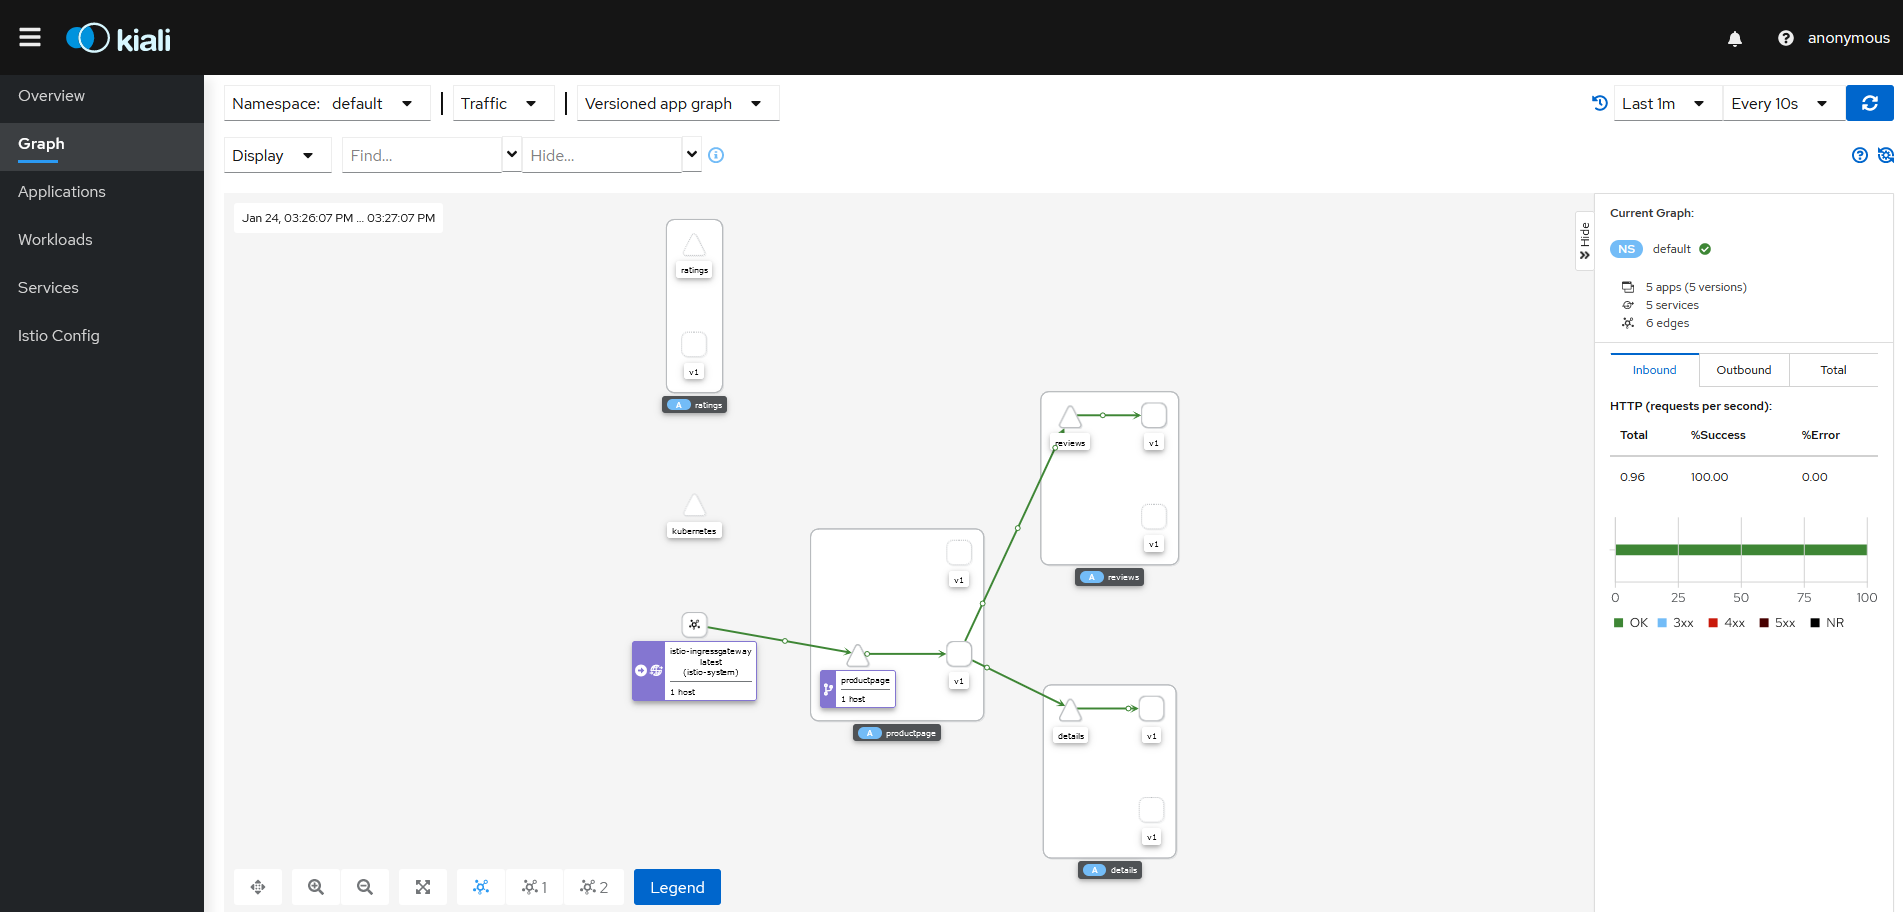 kiali
anonymous
Overview
Graph
Applications
Workloads
Services
Istio Config
Namespace: default
Traffic
Versioned app graph
Last 1m
Every 10s
Display
Find...
Hide...
Jan 24, 03:26:07 PM ... 03:27:07 PM
ratings
v1
A ratings
kubernetes
istio-ingressgateway
latest
(istio-system)
1 host
v1
productpage
1 host
v1
A productpage
reviews
v1
v1
A reviews
details
v1
v1
A details
1
2
Legend
Hide
Current Graph:
NS default
5 apps (5 versions)
5 services
6 edges
Inbound Outbound Total
HTTP (requests per second):
Total %Success %Error
0.96 100.00 0.00
0 25 50 75 100
OK 3xx 4xx 5xx NR